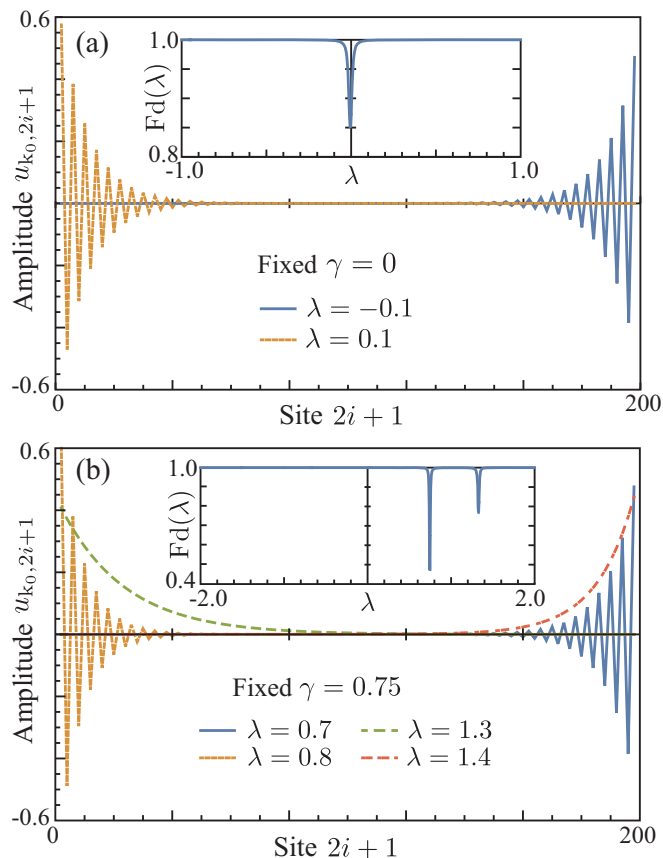 0.6
(a)
1.0
Fd(λ)
0.8
-1.0
λ
1.0
Amplitude u_{k_0,2i+1}
Fixed γ = 0
λ = −0.1
λ = 0.1
-0.6
0
Site 2i + 1
200
0.6
(b)
1.0
Fd(λ)
0.4
-2.0
λ
2.0
Amplitude u_{k_0,2i+1}
Fixed γ = 0.75
λ = 0.7
λ = 1.3
λ = 0.8
λ = 1.4
-0.6
0
Site 2i + 1
200